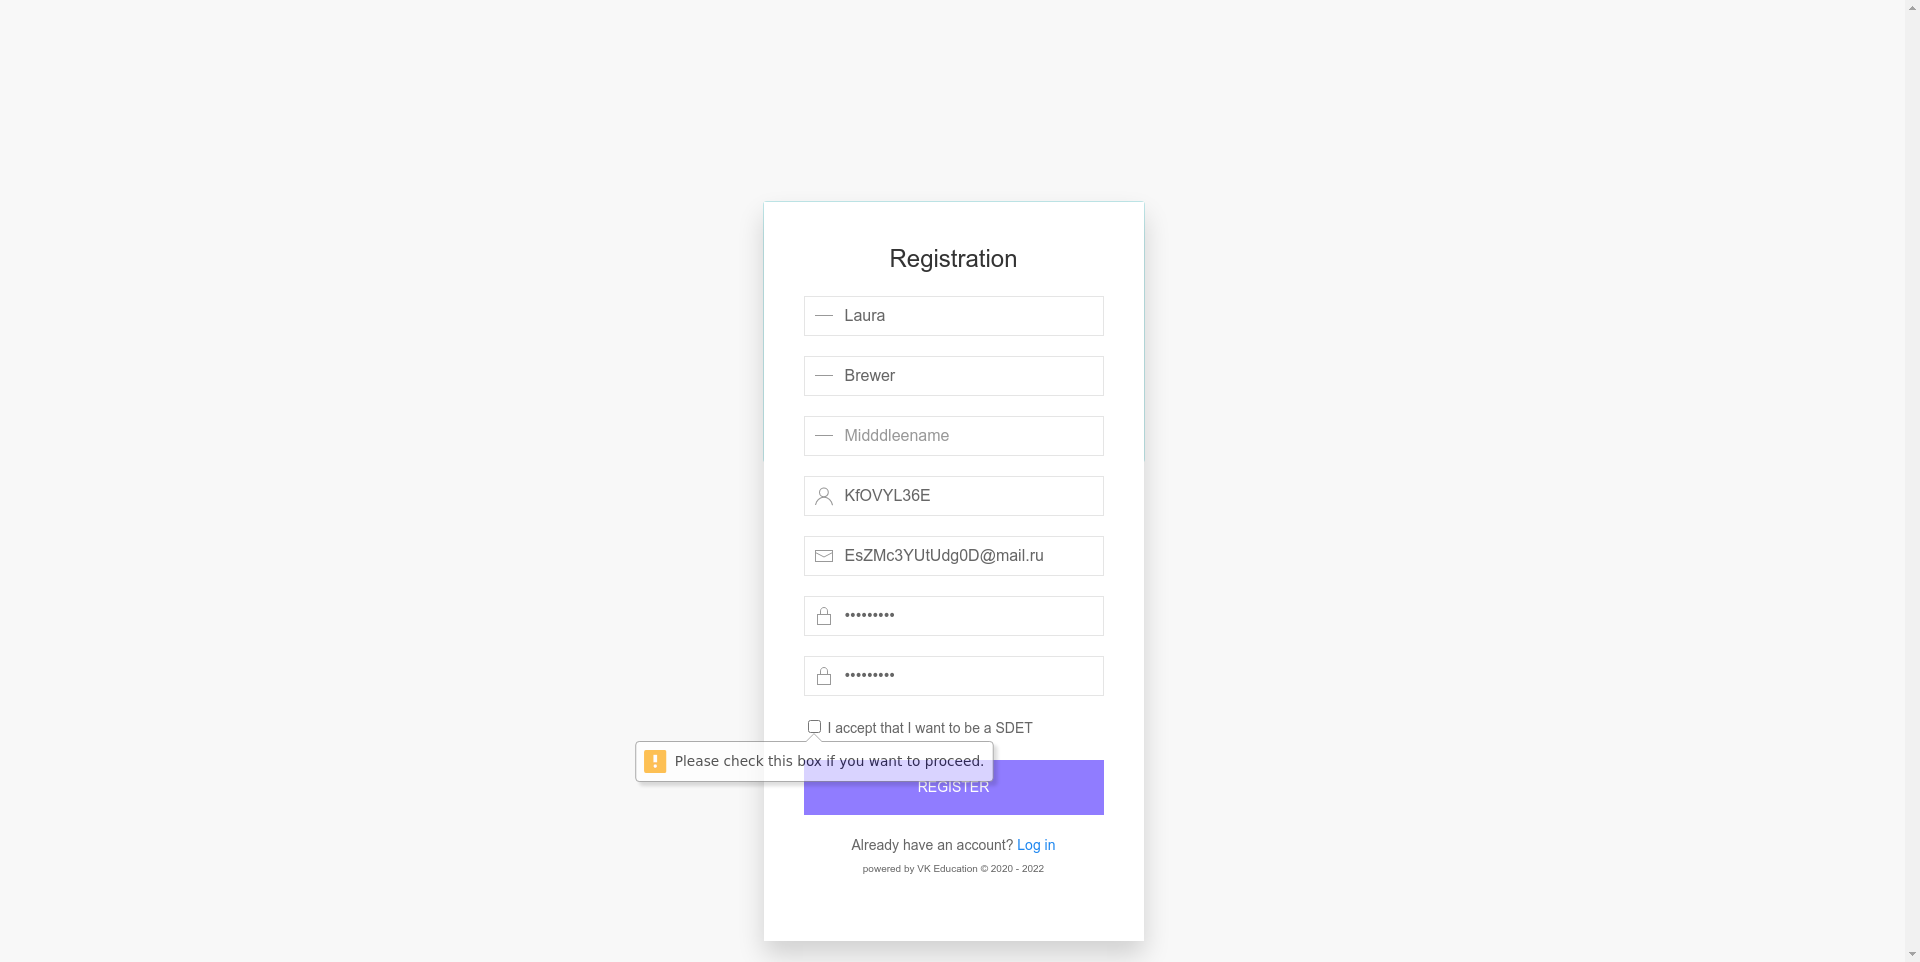 Registration
Laura
Brewer
Midddleename
KfOVYL36E
EsZMc3YUtUdg0D@mail.ru
•••••••••
•••••••••
I accept that I want to be a SDET
Please check this box if you want to proceed.
REGISTER
Already have an account? Log in
powered by VK Education © 2020 - 2022